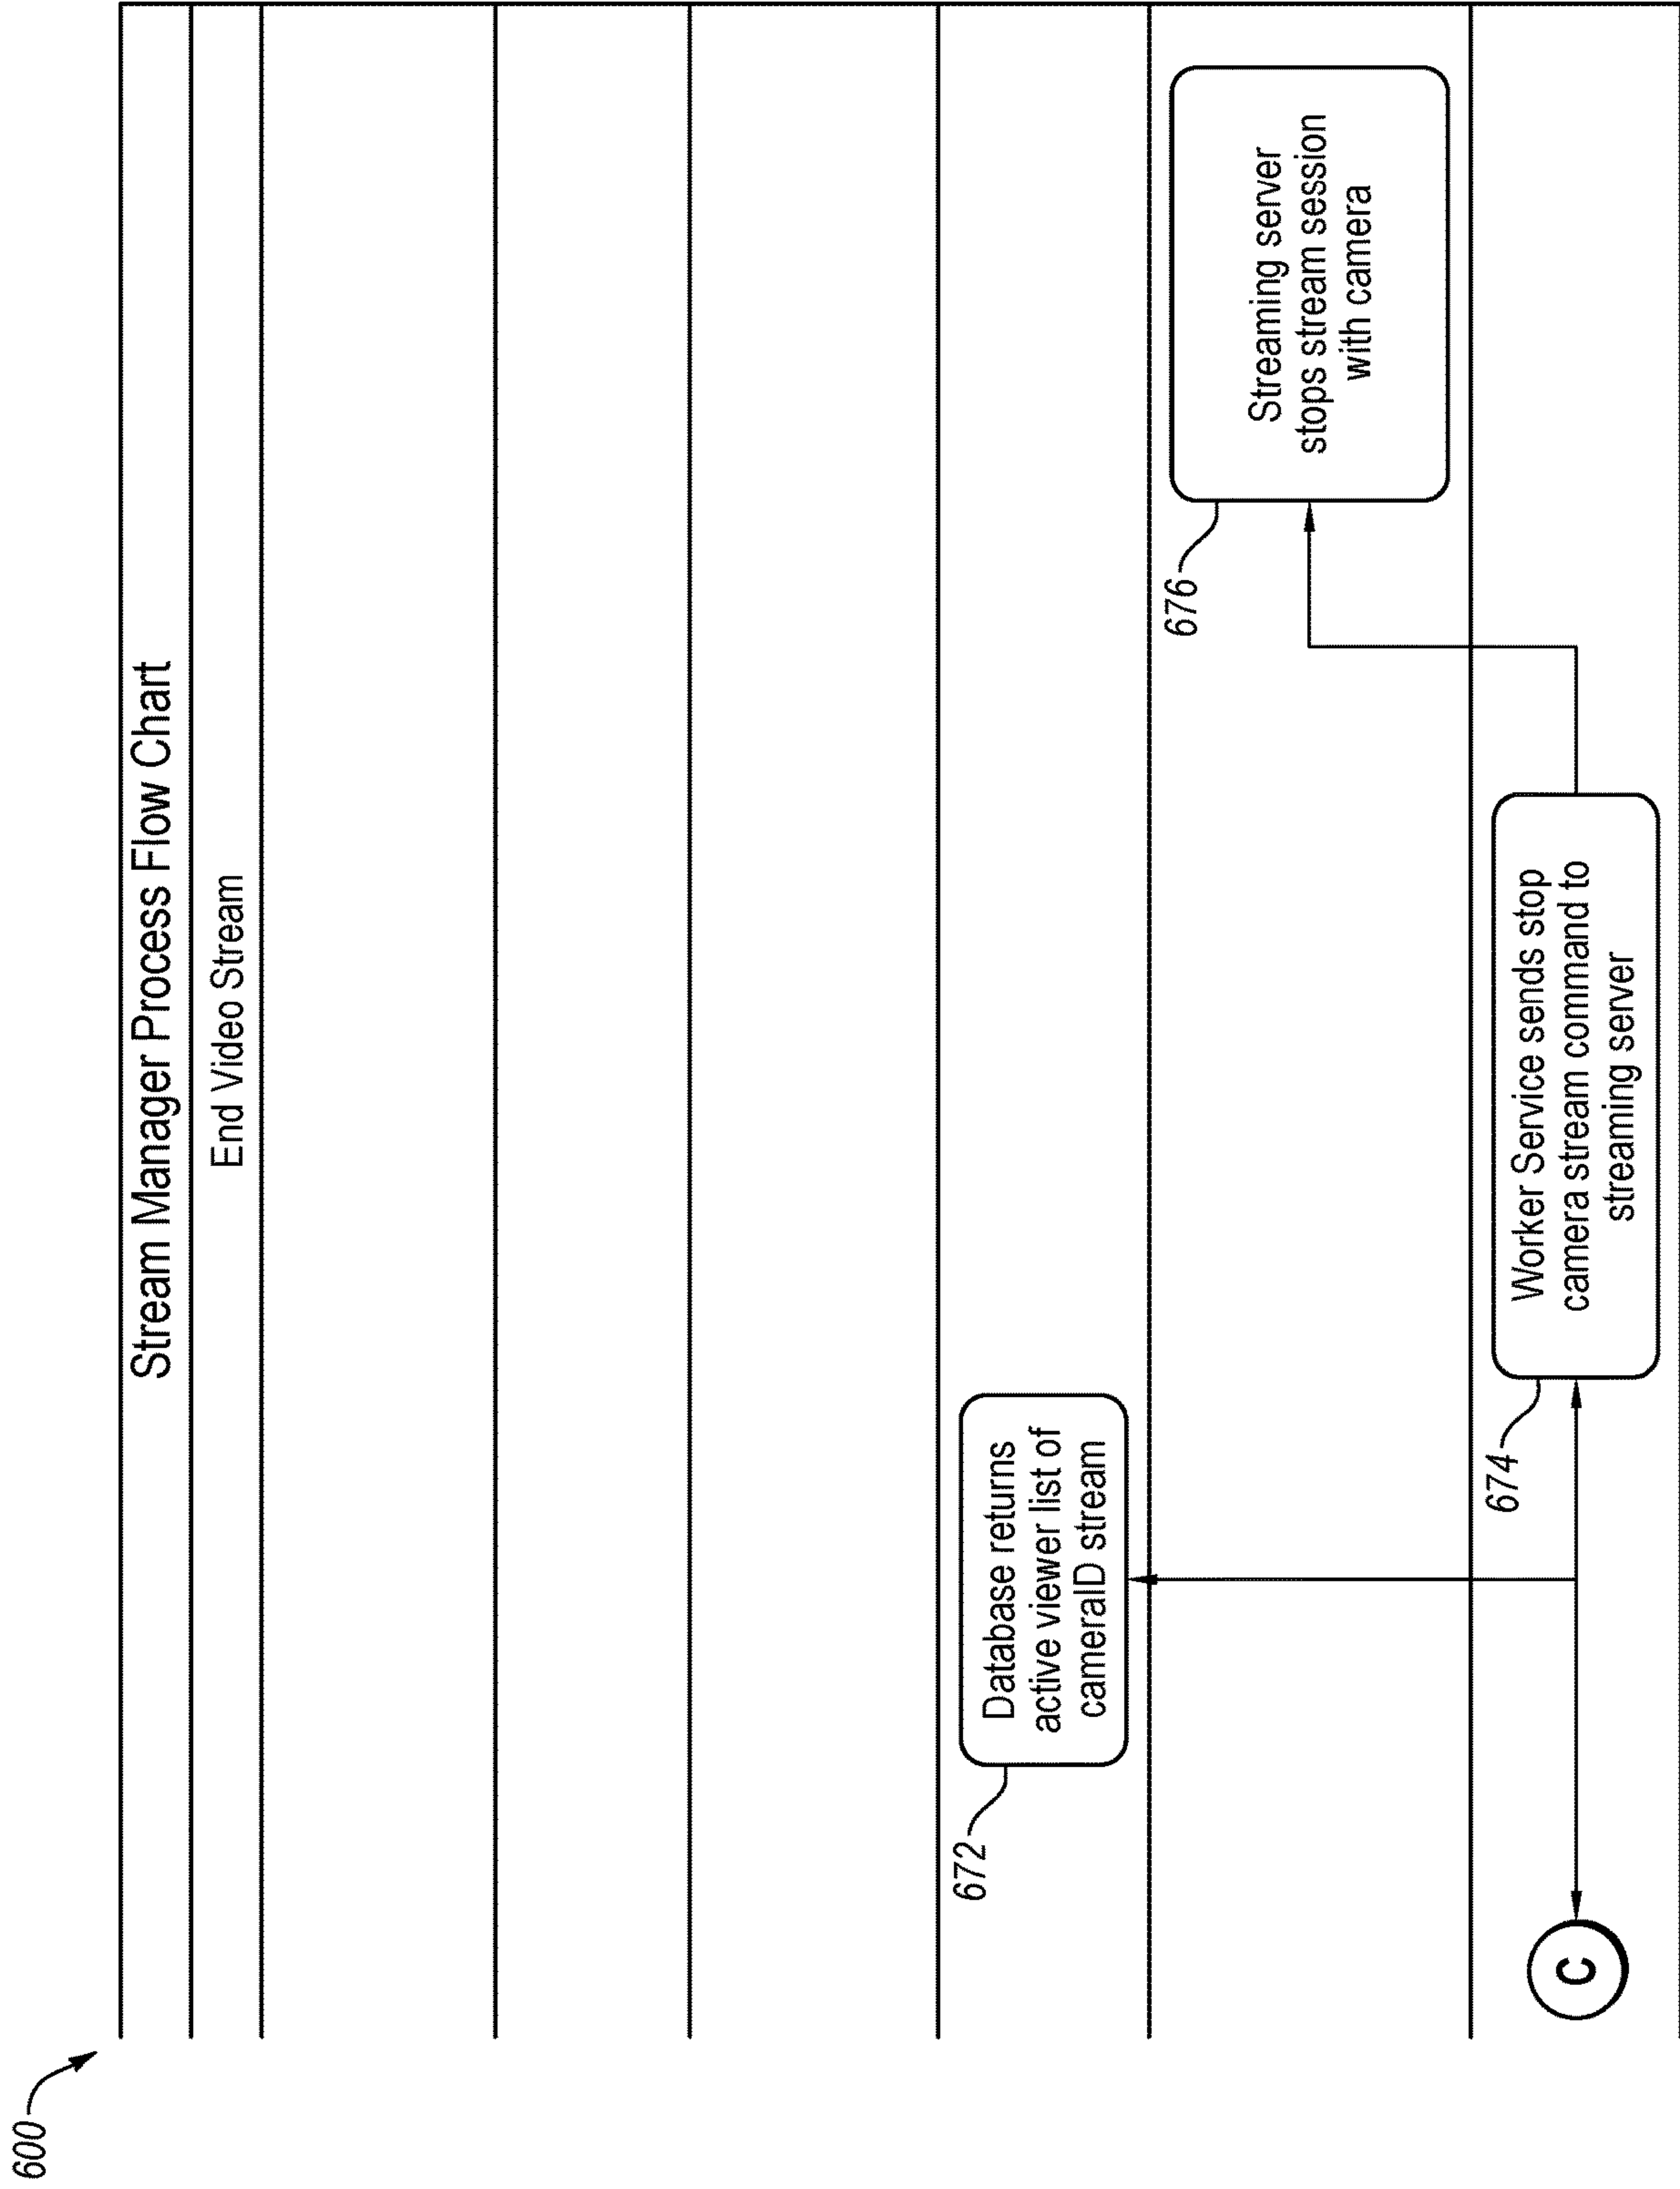 600
Stream Manager Process Flow Chart
End Video Stream
672
Database returns
active viewer list of
cameraID stream
676
Streaming server
stops stream session
with camera
C
674
Worker Service sends stop
camera stream command to
streaming server